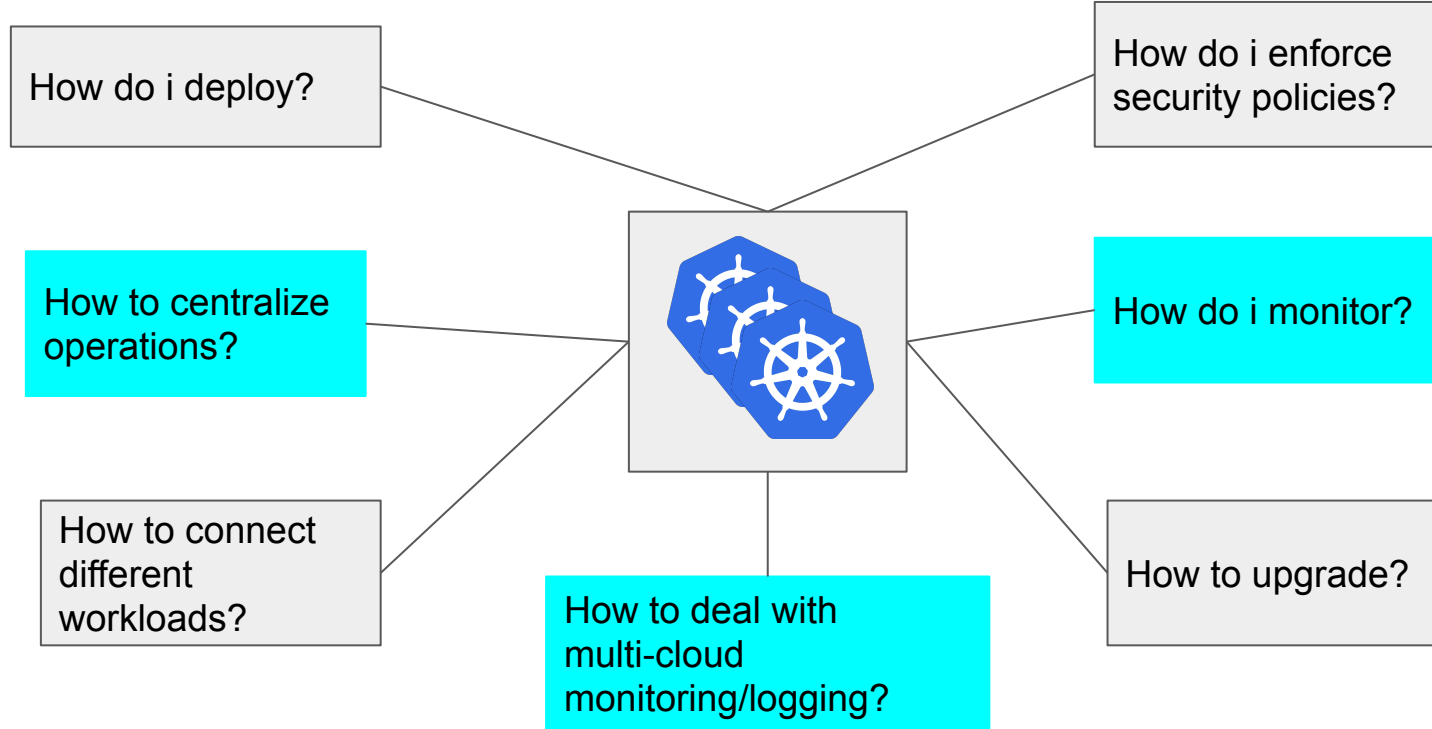 How do i deploy?
How do i enforce
security policies?
How to centralize
operations?
How do i monitor?
How to connect
different
workloads?
How to deal with
multi-cloud
monitoring/logging?
How to upgrade?